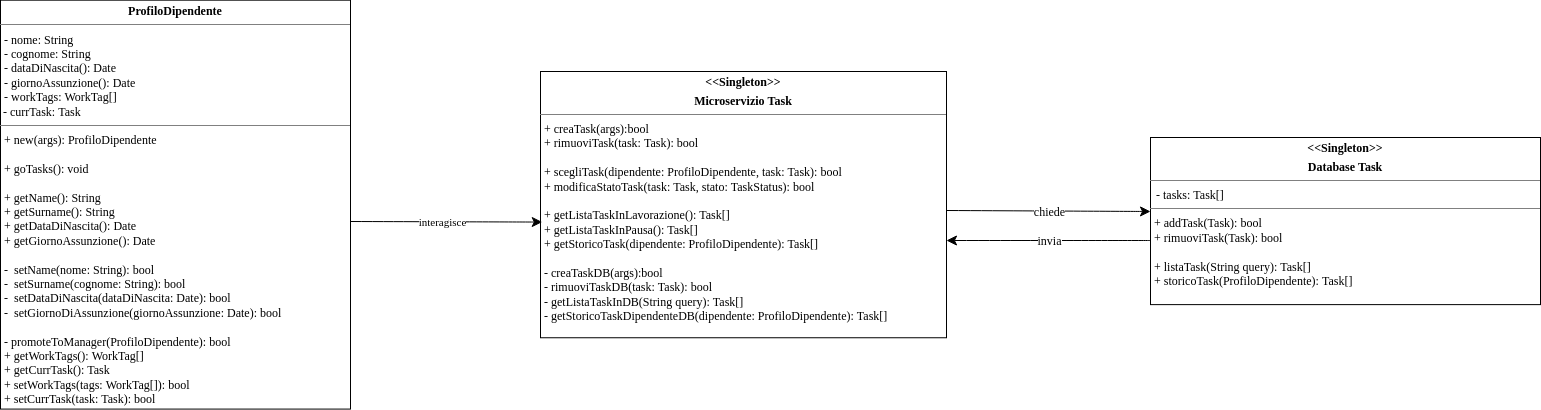 ProfiloDipendente
- nome: String
- cognome: String
- dataDiNascita(): Date
- giornoAssunzione(): Date
- workTags: WorkTag[]
- currTask: Task
+ new(args): ProfiloDipendente
+ goTasks(): void
+ getName(): String
+ getSurname(): String
+ getDataDiNascita(): Date
+ getGiornoAssunzione(): Date
- setName(nome: String): bool
- setSurname(cognome: String): bool
- setDataDiNascita(dataDiNascita: Date): bool
- setGiornoDiAssunzione(giornoAssunzione: Date): bool
- promoteToManager(ProfiloDipendente): bool
+ getWorkTags(): WorkTag[]
+ getCurrTask(): Task
+ setWorkTags(tags: WorkTag[]): bool
+ setCurrTask(task: Task): bool
interagisce
<<Singleton>>
Microservizio Task
+ creaTask(args):bool
+ rimuoviTask(task: Task): bool
+ scegliTask(dipendente: ProfiloDipendente, task: Task): bool
+ modificaStatoTask(task: Task, stato: TaskStatus): bool
+ getListaTaskInLavorazione(): Task[]
+ getListaTaskInPausa(): Task[]
+ getStoricoTask(dipendente: ProfiloDipendente): Task[]
- creaTaskDB(args):bool
- rimuoviTaskDB(task: Task): bool
- getListaTaskInDB(String query): Task[]
- getStoricoTaskDipendenteDB(dipendente: ProfiloDipendente): Task[]
chiede
invia
<<Singleton>>
Database Task
- tasks: Task[]
+ addTask(Task): bool
+ rimuoviTask(Task): bool
+ listaTask(String query): Task[]
+ storicoTask(ProfiloDipendente): Task[]